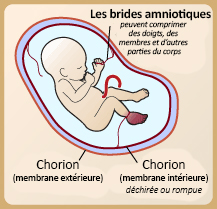 Les brides amniotiques
peuvent comprimer
des doigts, des
membres et d'autres
parties du corps
Chorion
(membrane extérieure)
Chorion
(membrane intérieure)
déchirée ou rompue